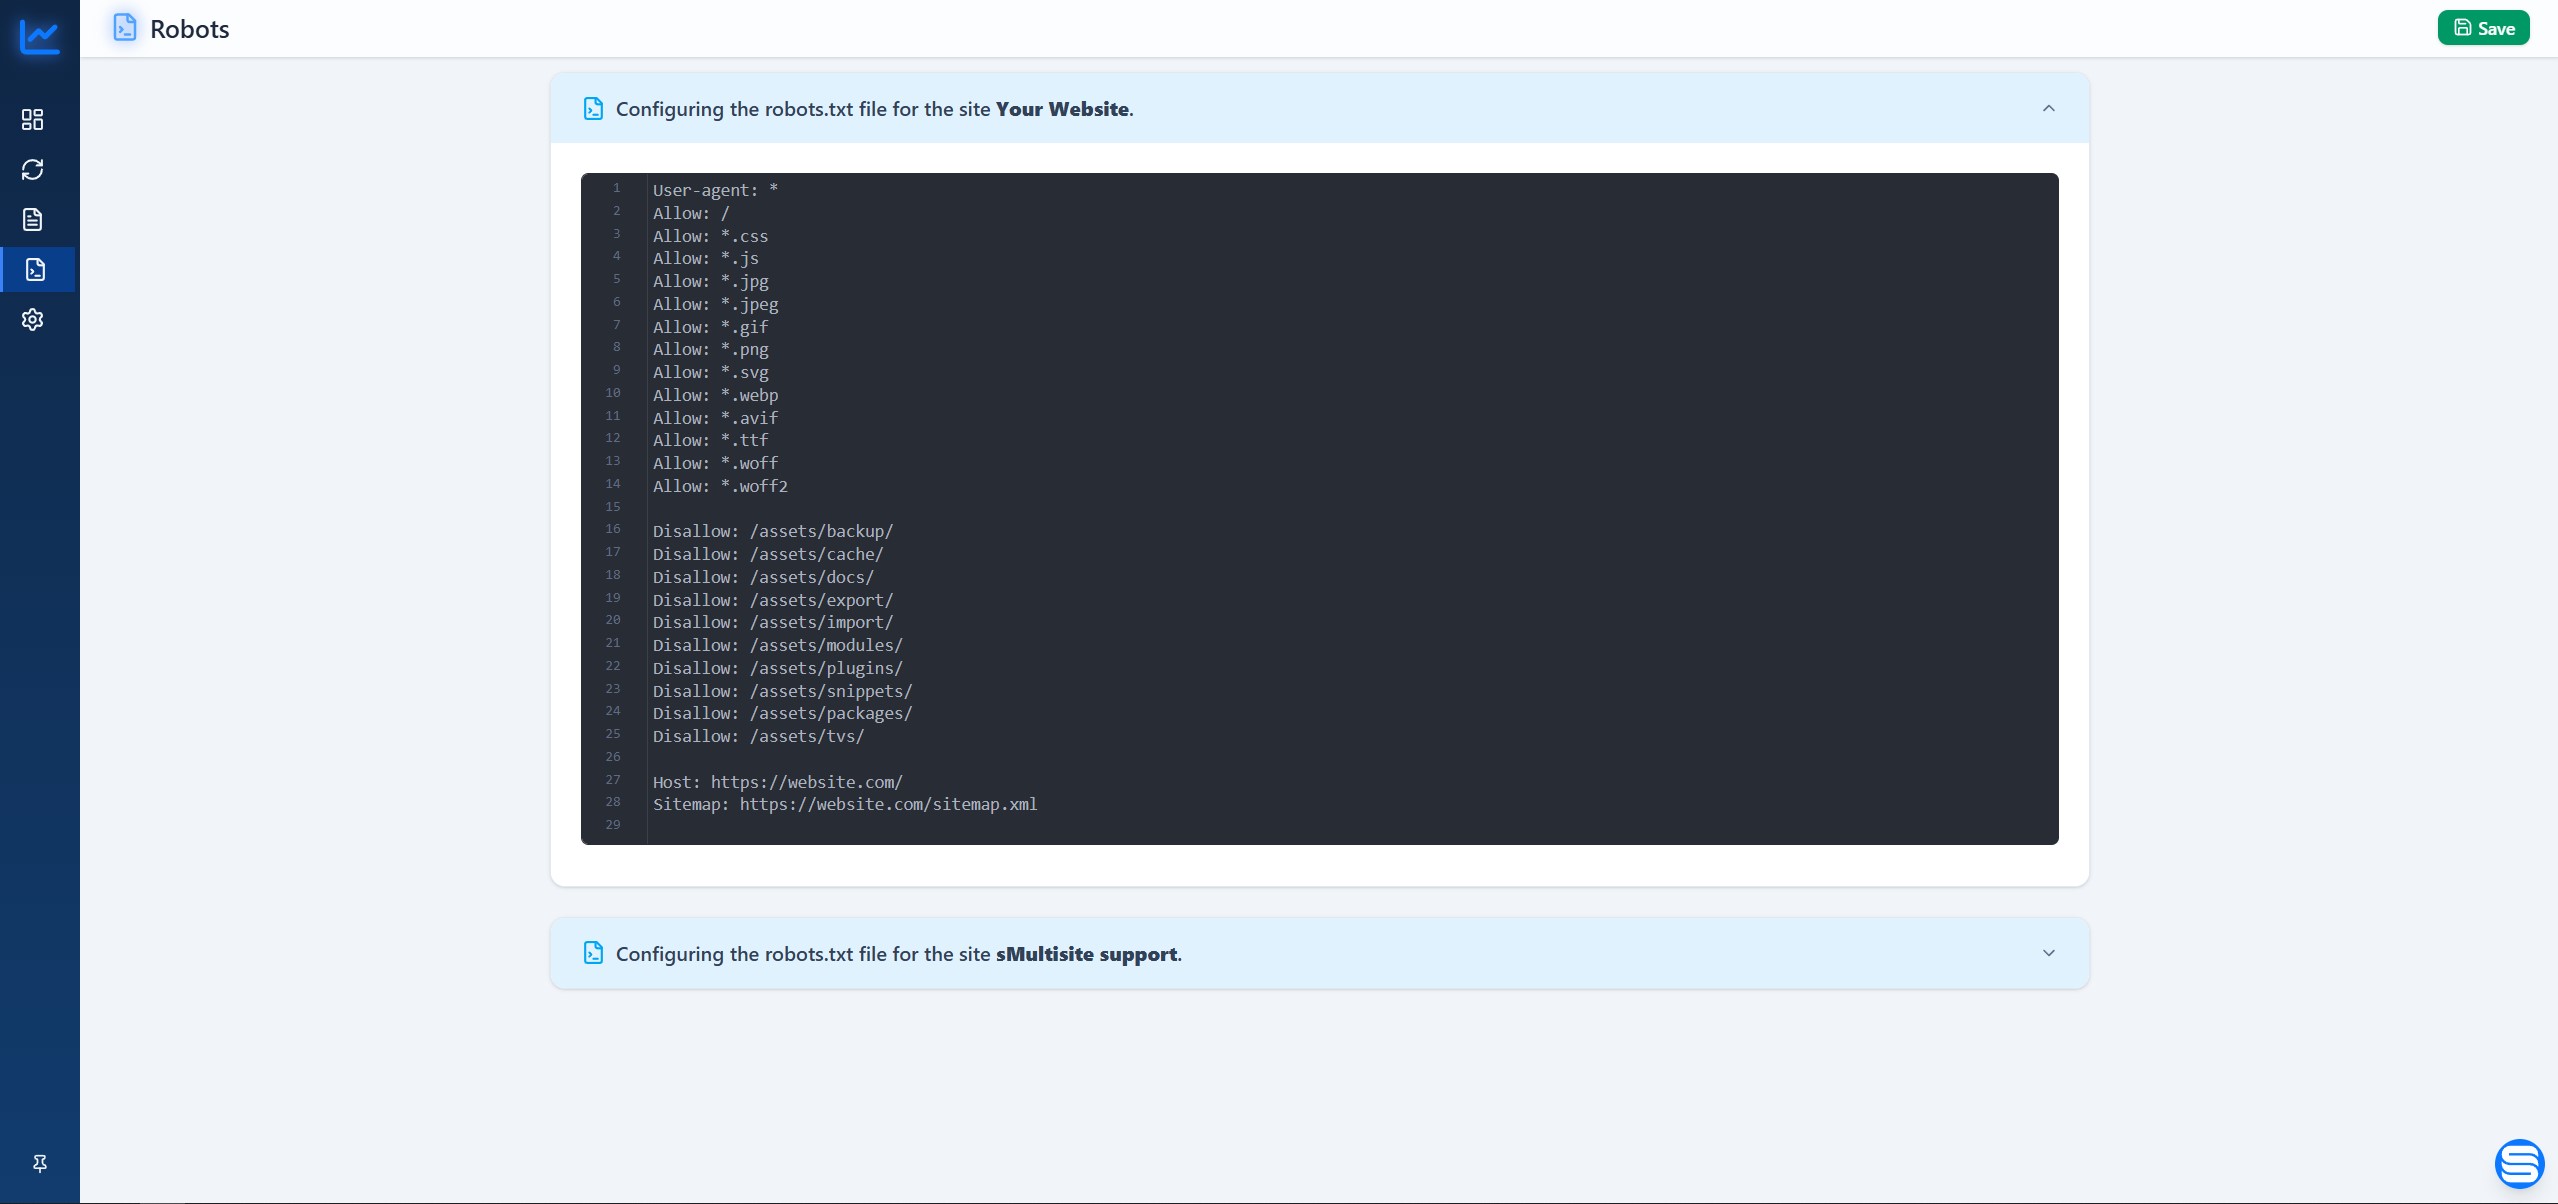 Robots
Save
Configuring the robots.txt file for the site Your Website.
1 User-agent: *
2 Allow: /
3 Allow: *.css
4 Allow: *.js
5 Allow: *.jpg
6 Allow: *.jpeg
7 Allow: *.gif
8 Allow: *.png
9 Allow: *.svg
10 Allow: *.webp
11 Allow: *.avif
12 Allow: *.ttf
13 Allow: *.woff
14 Allow: *.woff2
15
16 Disallow: /assets/backup/
17 Disallow: /assets/cache/
18 Disallow: /assets/docs/
19 Disallow: /assets/export/
20 Disallow: /assets/import/
21 Disallow: /assets/modules/
22 Disallow: /assets/plugins/
23 Disallow: /assets/snippets/
24 Disallow: /assets/packages/
25 Disallow: /assets/tvs/
26
27 Host: https://website.com/
28 Sitemap: https://website.com/sitemap.xml
29
Configuring the robots.txt file for the site sMultisite support.